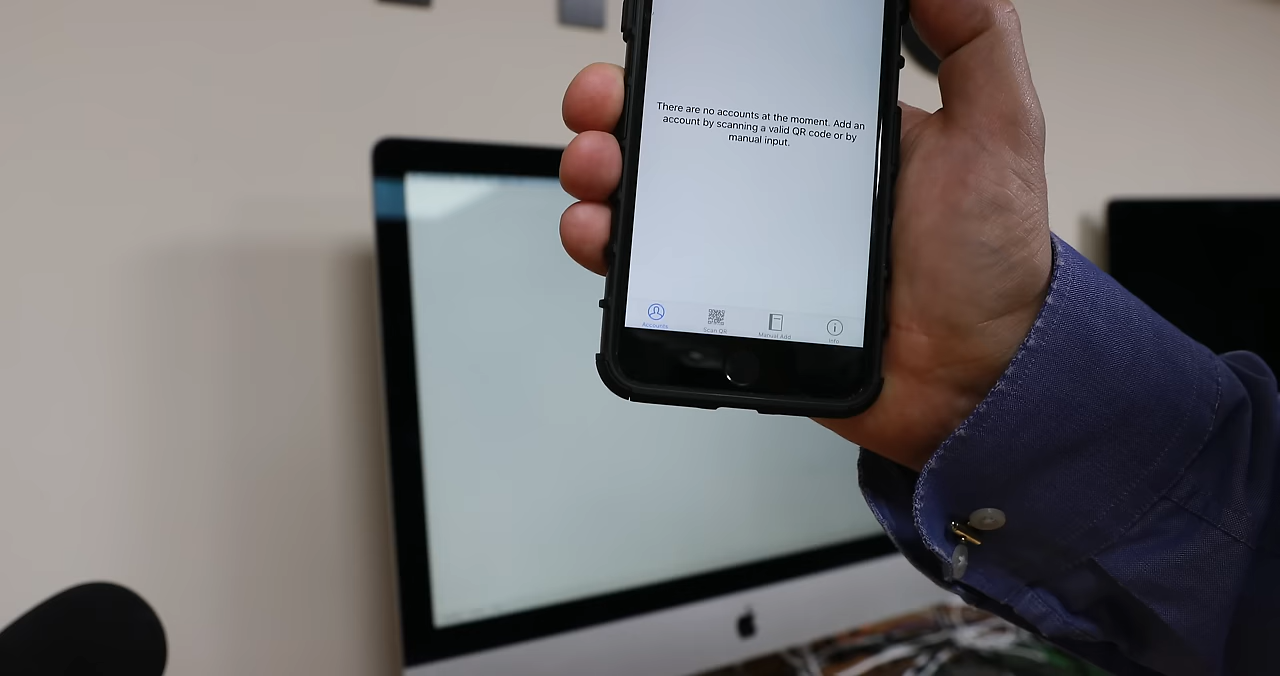 There are no accounts at the moment. Add an
account by scanning a valid QR code or by
manual input.
Accounts
Scan QR
Manual Add
Info